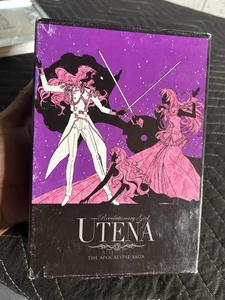 Revolutionary Girl
UTENA
THE APOCALYPSE SAGA